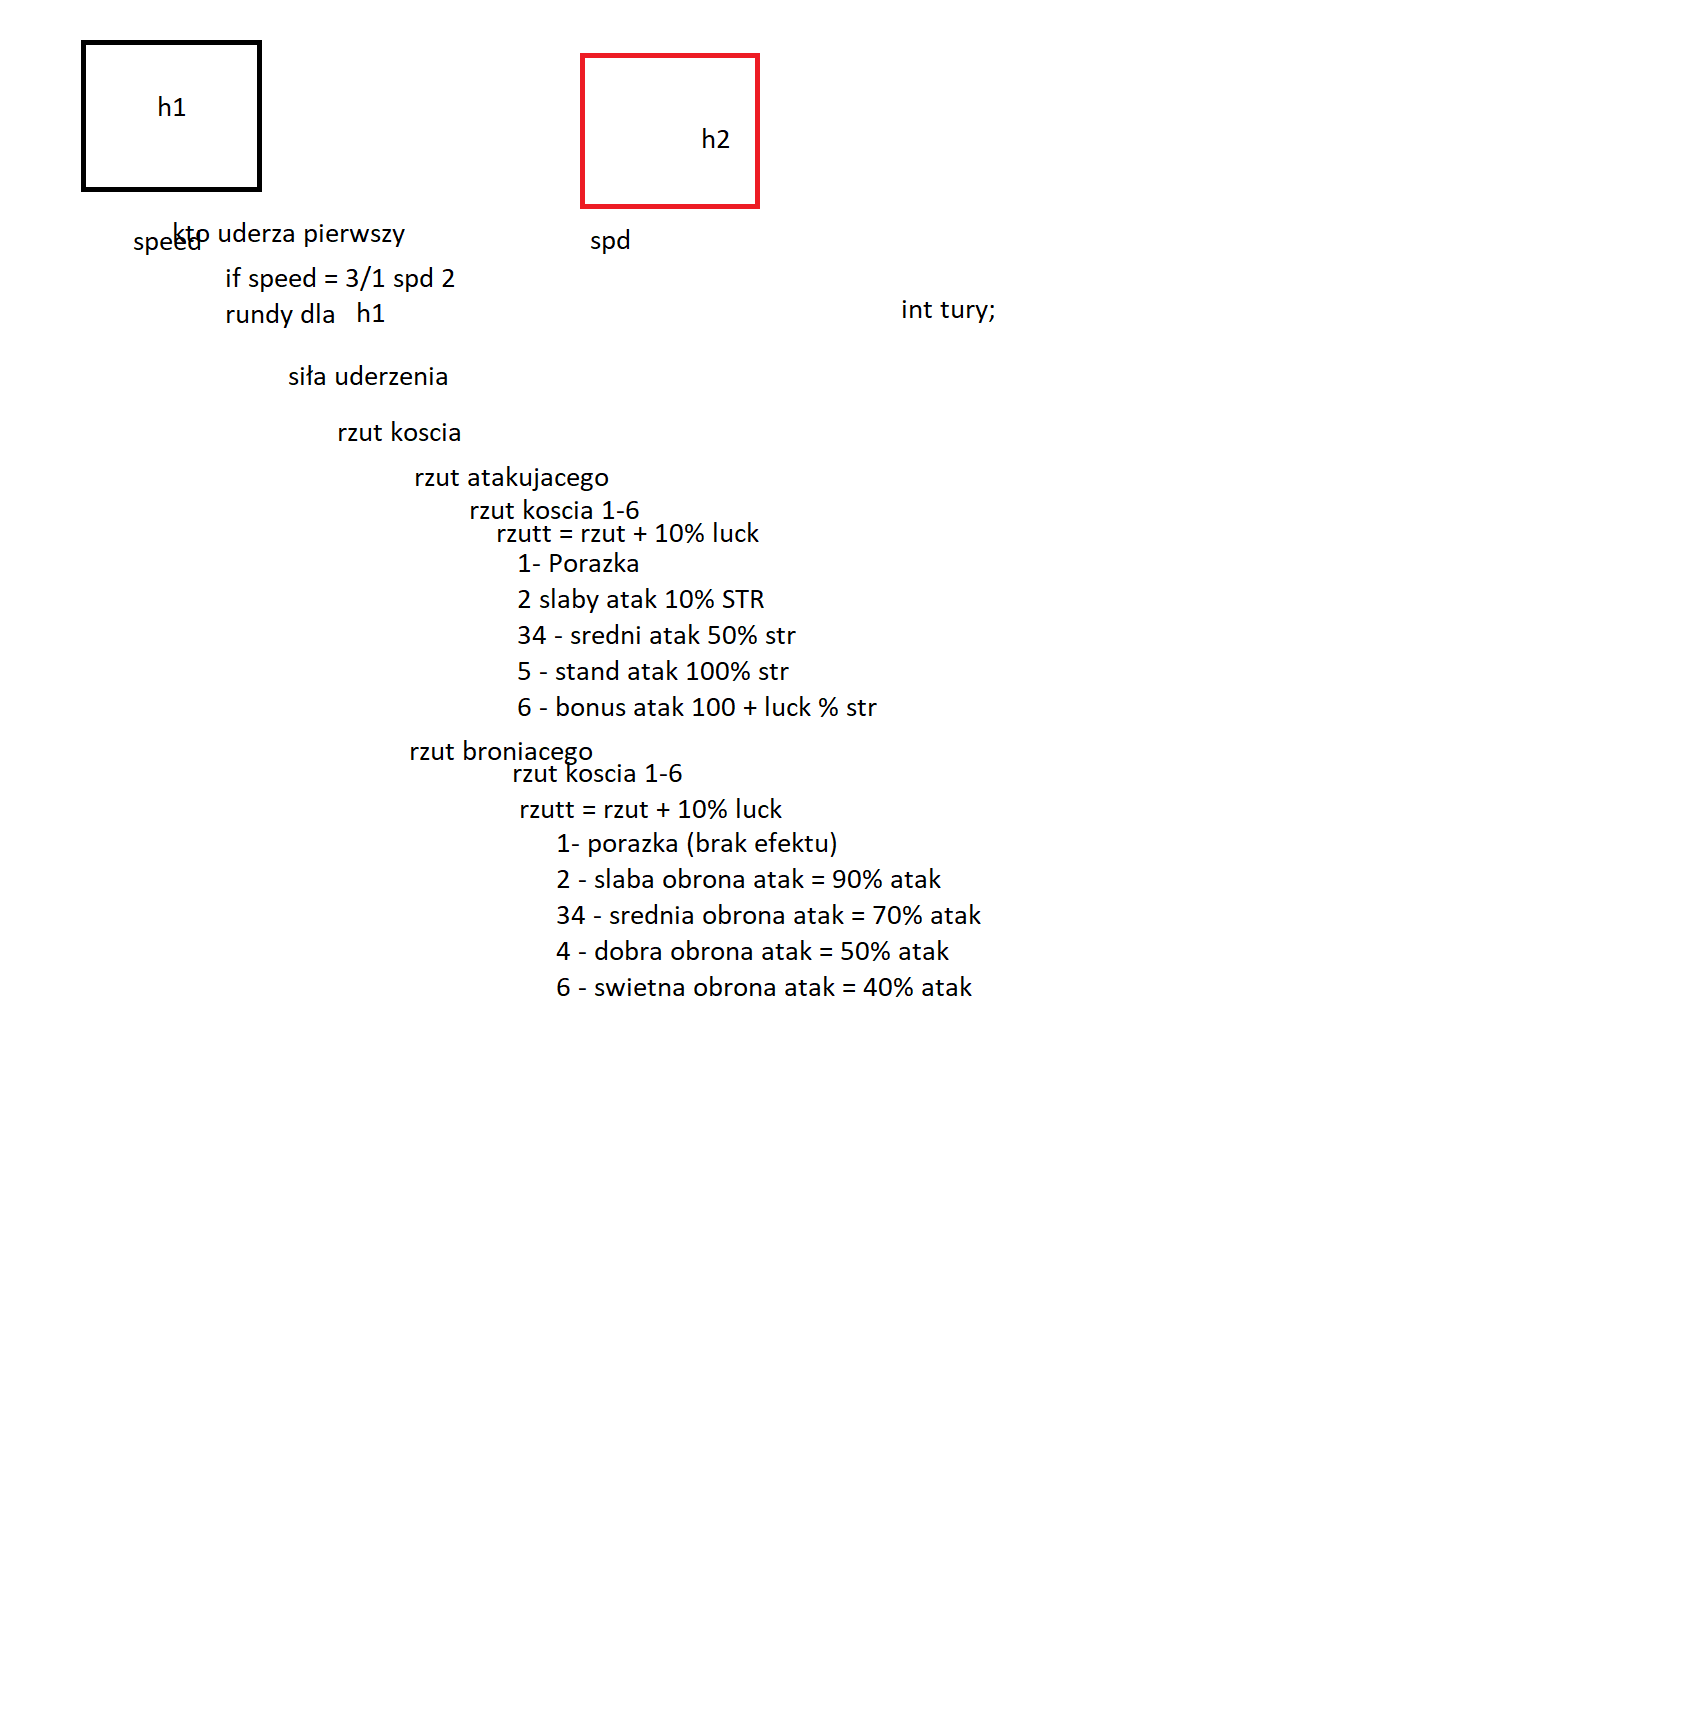 h1
h2
kto uderza pierwszy
speed
spd
if speed = 3/1 spd 2
rundy dla h1
int tury;
siła uderzenia
rzut koscia
rzut atakujacego
rzut koscia 1-6
rzutt = rzut + 10% luck
1- Porazka
2 slaby atak 10% STR
34 - sredni atak 50% str
5 - stand atak 100% str
6 - bonus atak 100 + luck % str
rzut broniacego
rzut koscia 1-6
rzutt = rzut + 10% luck
1- porazka (brak efektu)
2 - slaba obrona atak = 90% atak
34 - srednia obrona atak = 70% atak
4 - dobra obrona atak = 50% atak
6 - swietna obrona atak = 40% atak